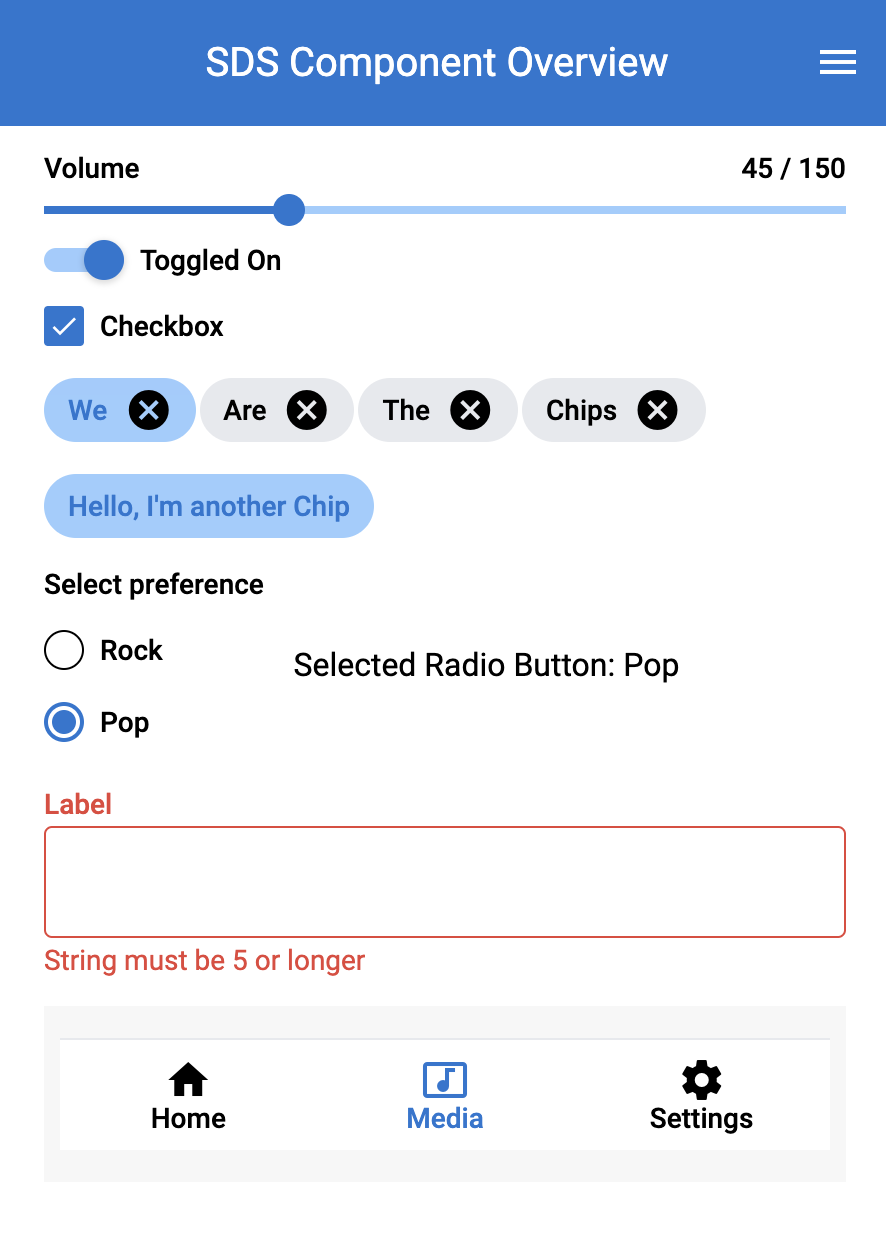 SDS Component Overview
Volume 45 / 150
Toggled On
Checkbox
We Are The Chips
Hello, I'm another Chip
Select preference
Rock
Selected Radio Button: Pop
Pop
Label
String must be 5 or longer
Home Media Settings